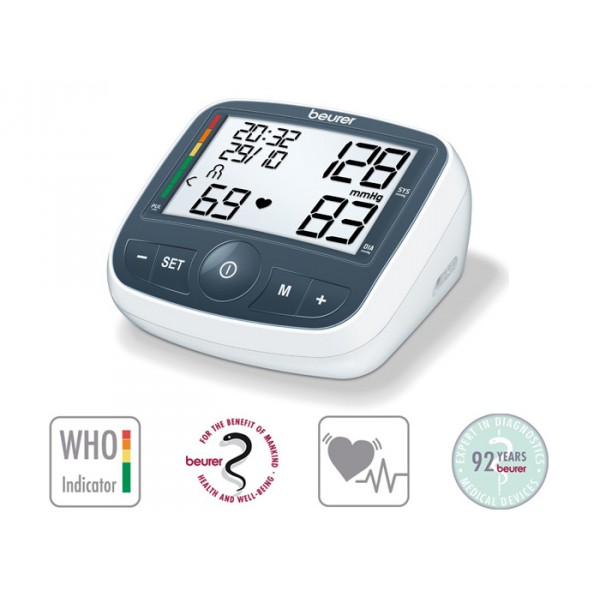 beurer
20:32
29/10
128
SYS
mmHg
69
83
PUL
DIA
- SET
M +
WHO
Indicator
FOR THE BENEFIT OF MANKIND
beurer
HEALTH AND WELL-BEING ·
EXPERT IN DIAGNOSTICS
92 YEARS
beurer
MEDICAL DEVICES